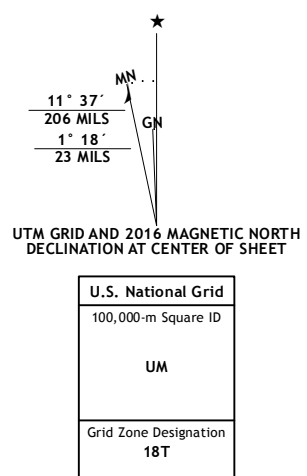 ★
MN
GN
11° 37´
206 MILS
1° 18´
23 MILS
UTM GRID AND 2016 MAGNETIC NORTH
DECLINATION AT CENTER OF SHEET
U.S. National Grid
100,000-m Square ID
UM
Grid Zone Designation
18T